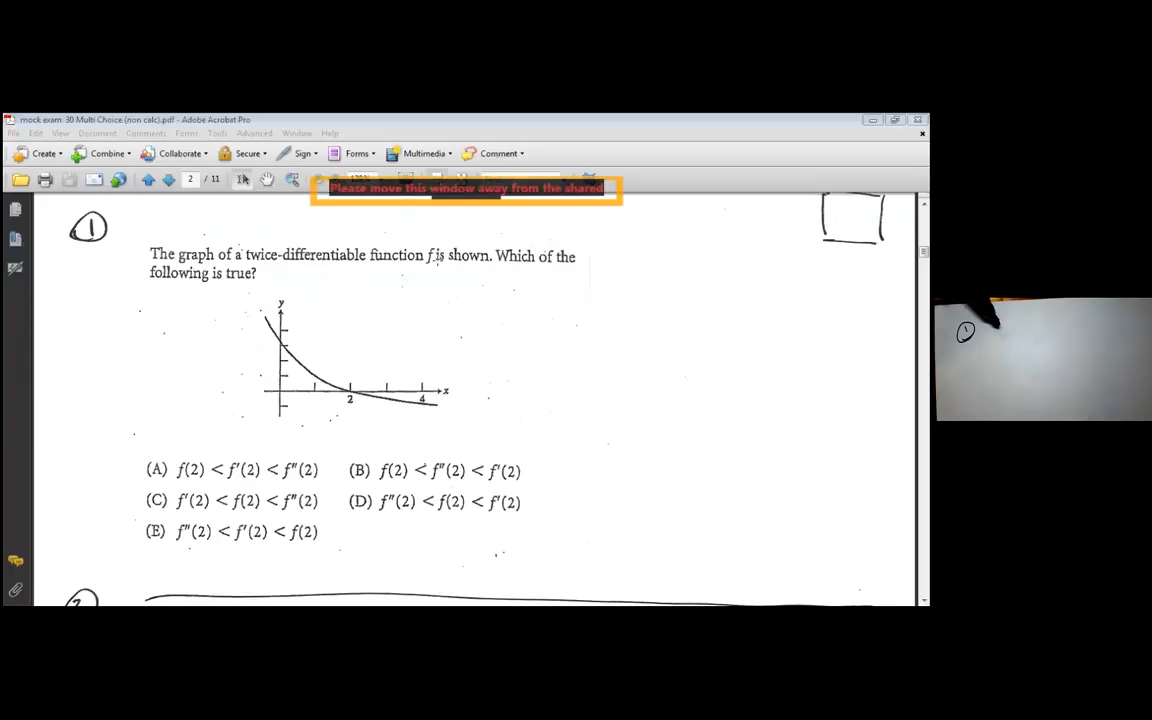 mock exam 30 Multi Choice (non calc).pdf - Adobe Acrobat Pro
File Edit View Document Comments Forms Tools Advanced Window Help
Create Combine Collaborate Secure Sign Forms Multimedia Comment
2 / 11
Please move this window away from the shared
1
The graph of a twice-differentiable function f is shown. Which of the
following is true?
y
x
2
4
(A) f(2) < f'(2) < f"(2) (B) f(2) < f"(2) < f'(2)
(C) f'(2) < f(2) < f"(2) (D) f"(2) < f(2) < f'(2)
(E) f"(2) < f'(2) < f(2)
1